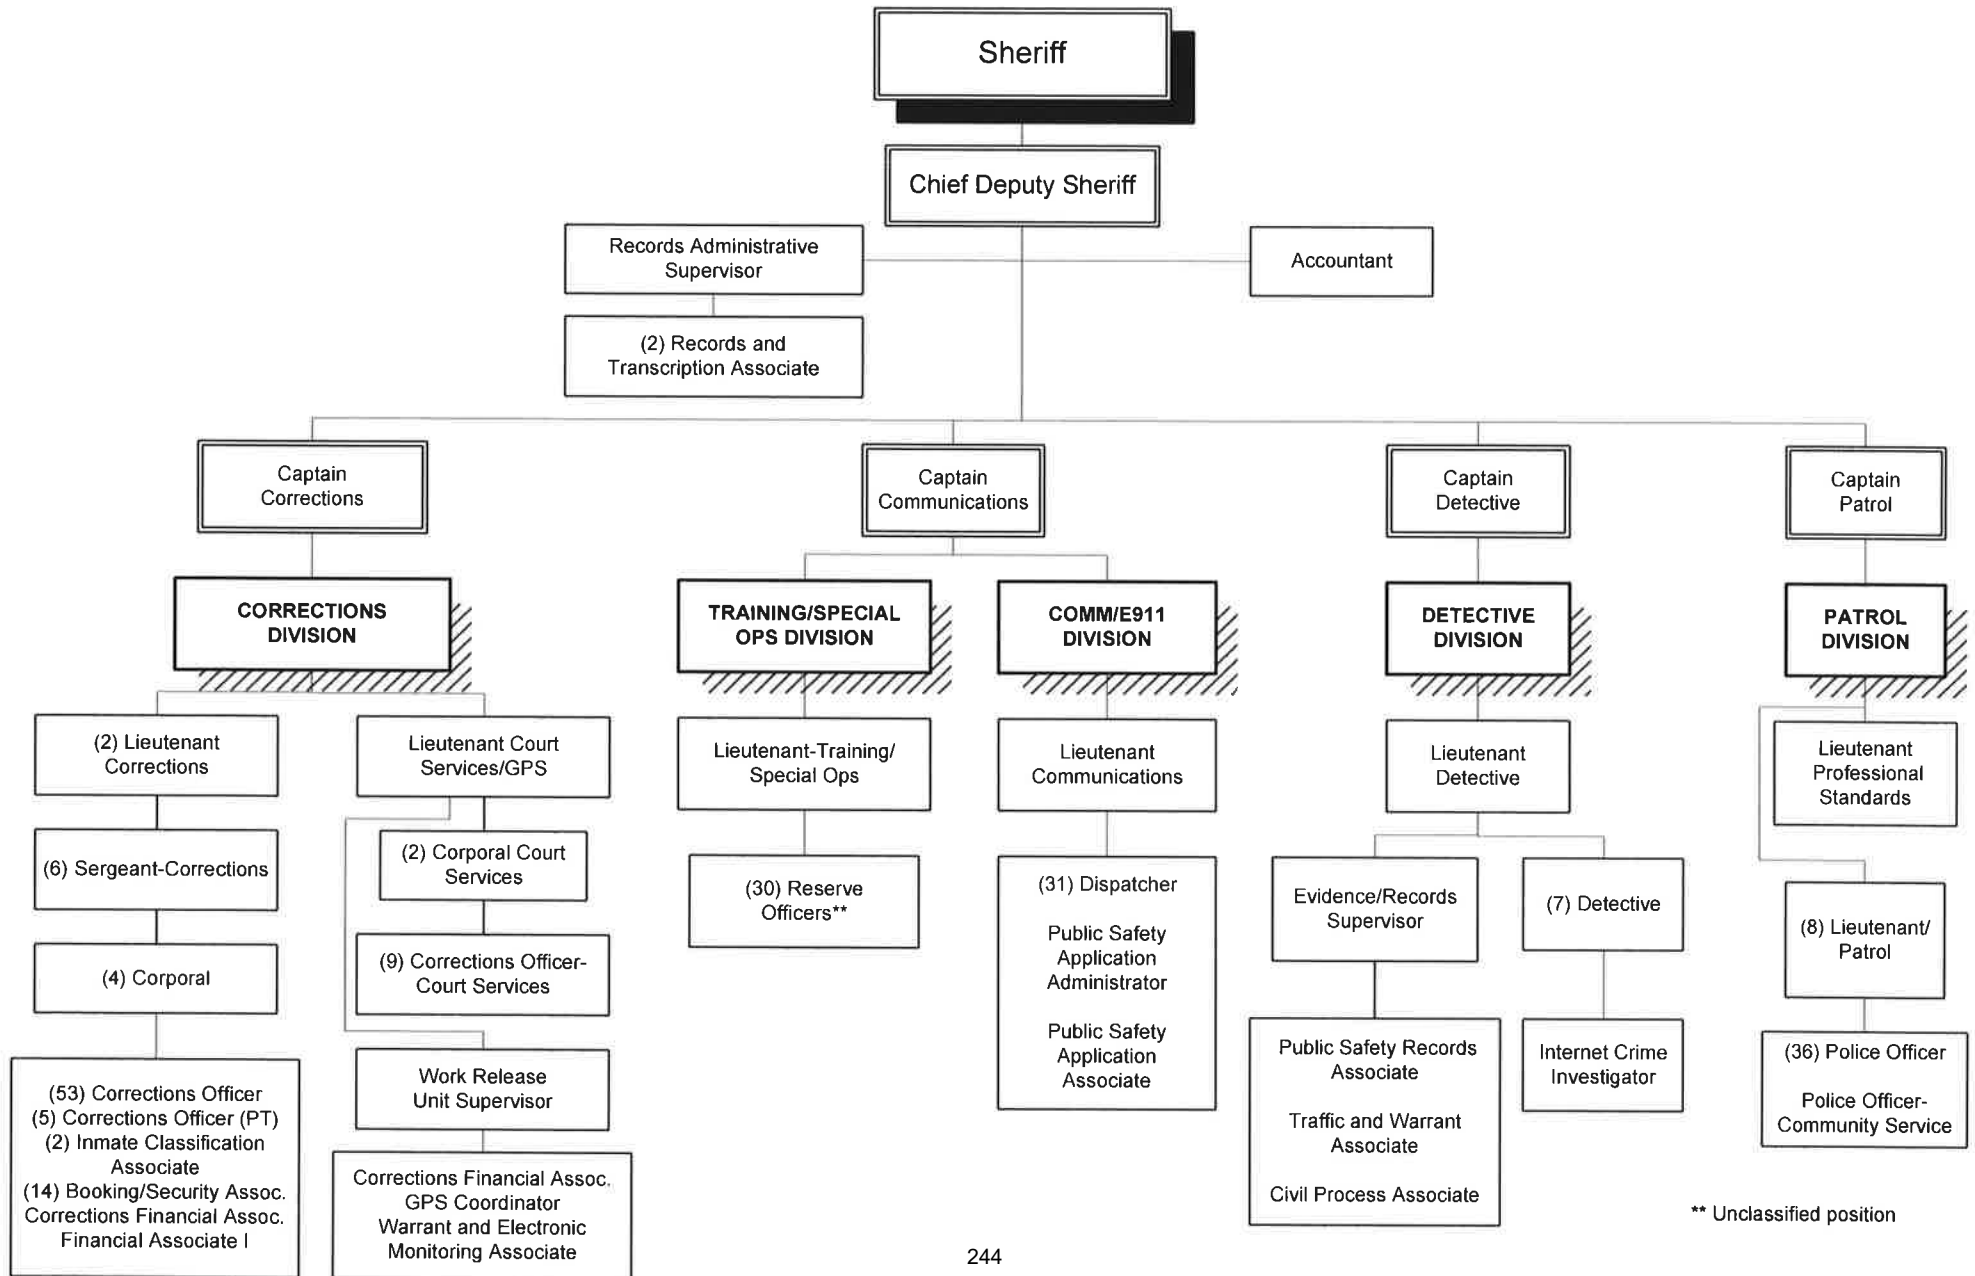 Sheriff
Chief Deputy Sheriff
Records Administrative
Supervisor
Accountant
(2) Records and
Transcription Associate
Captain
Corrections
Captain
Communications
Captain
Detective
Captain
Patrol
CORRECTIONS
DIVISION
TRAINING/SPECIAL
OPS DIVISION
COMM/E911
DIVISION
DETECTIVE
DIVISION
PATROL
DIVISION
(2) Lieutenant
Corrections
(6) Sergeant-Corrections
(4) Corporal
(53) Corrections Officer
(5) Corrections Officer (PT)
(2) Inmate Classification
Associate
(14) Booking/Security Assoc.
Corrections Financial Assoc.
Financial Associate I
Lieutenant Court
Services/GPS
(2) Corporal Court
Services
(9) Corrections Officer-
Court Services
Work Release
Unit Supervisor
Corrections Financial Assoc.
GPS Coordinator
Warrant and Electronic
Monitoring Associate
Lieutenant-Training/
Special Ops
(30) Reserve
Officers**
Lieutenant
Communications
(31) Dispatcher
Public Safety
Application
Administrator
Public Safety
Application
Associate
Lieutenant
Detective
Evidence/Records
Supervisor
Public Safety Records
Associate
Traffic and Warrant
Associate
Civil Process Associate
(7) Detective
Internet Crime
Investigator
Lieutenant
Professional
Standards
(8) Lieutenant/
Patrol
(36) Police Officer
Police Officer-
Community Service
** Unclassified position
244